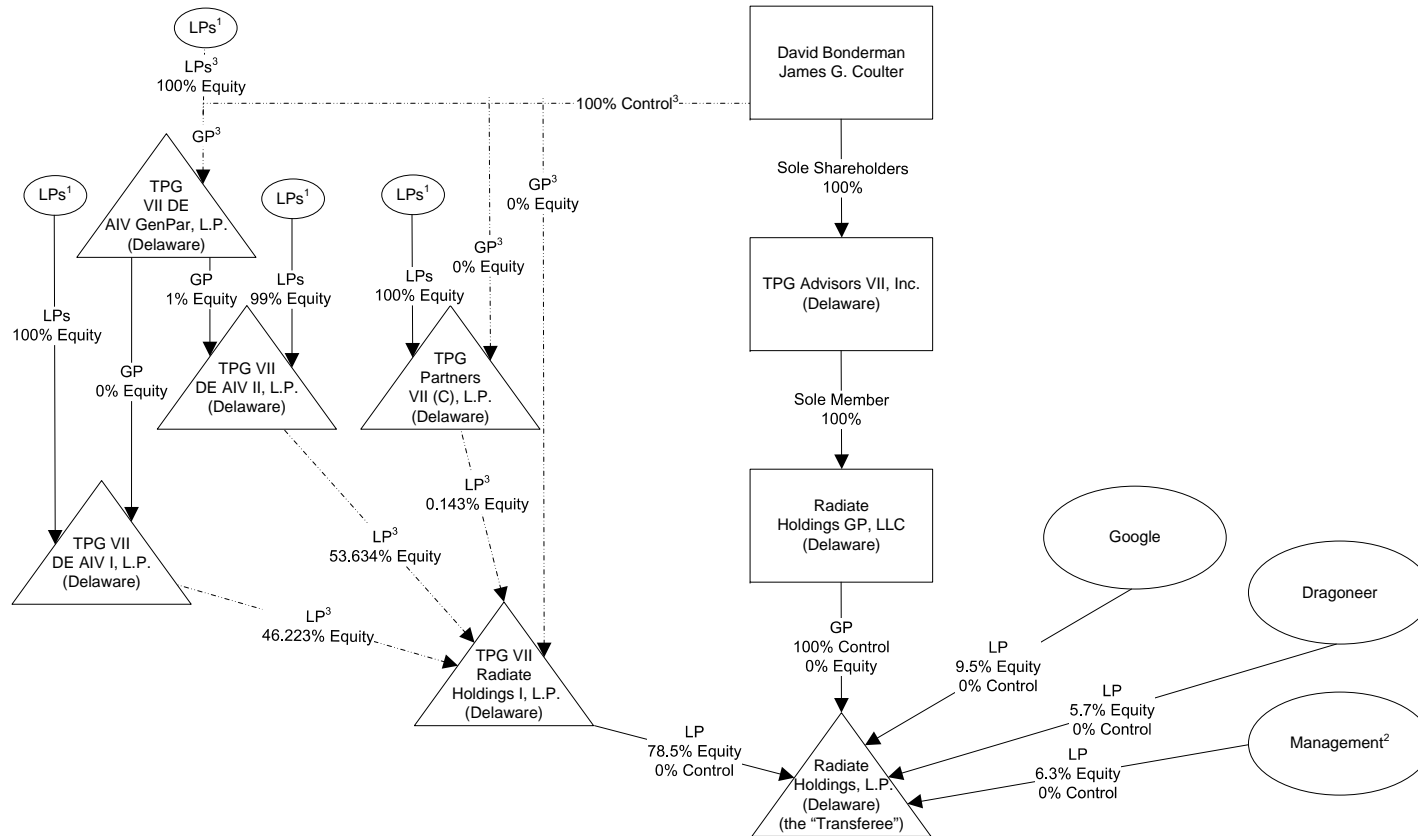 LPs¹
LPs³
100% Equity
David Bonderman
James G. Coulter
100% Control³
GP³
Sole Shareholders
100%
LPs¹
TPG
VII DE
AIV GenPar, L.P.
(Delaware)
LPs¹
LPs¹
GP³
0% Equity
GP³
0% Equity
TPG Advisors VII, Inc.
(Delaware)
GP
1% Equity
LPs
99% Equity
LPs
100% Equity
LPs
100% Equity
GP
0% Equity
TPG VII
DE AIV II, L.P.
(Delaware)
TPG
Partners
VII (C), L.P.
(Delaware)
Sole Member
100%
LP³
0.143% Equity
LP³
53.634% Equity
TPG VII
DE AIV I, L.P.
(Delaware)
LP³
46.223% Equity
Radiate
Holdings GP, LLC
(Delaware)
Google
Dragoneer
TPG VII
Radiate
Holdings I, L.P.
(Delaware)
GP
100% Control
0% Equity
LP
9.5% Equity
0% Control
LP
5.7% Equity
0% Control
Management²
LP
78.5% Equity
0% Control
LP
6.3% Equity
0% Control
Radiate
Holdings, L.P.
(Delaware)
(the “Transferee”)